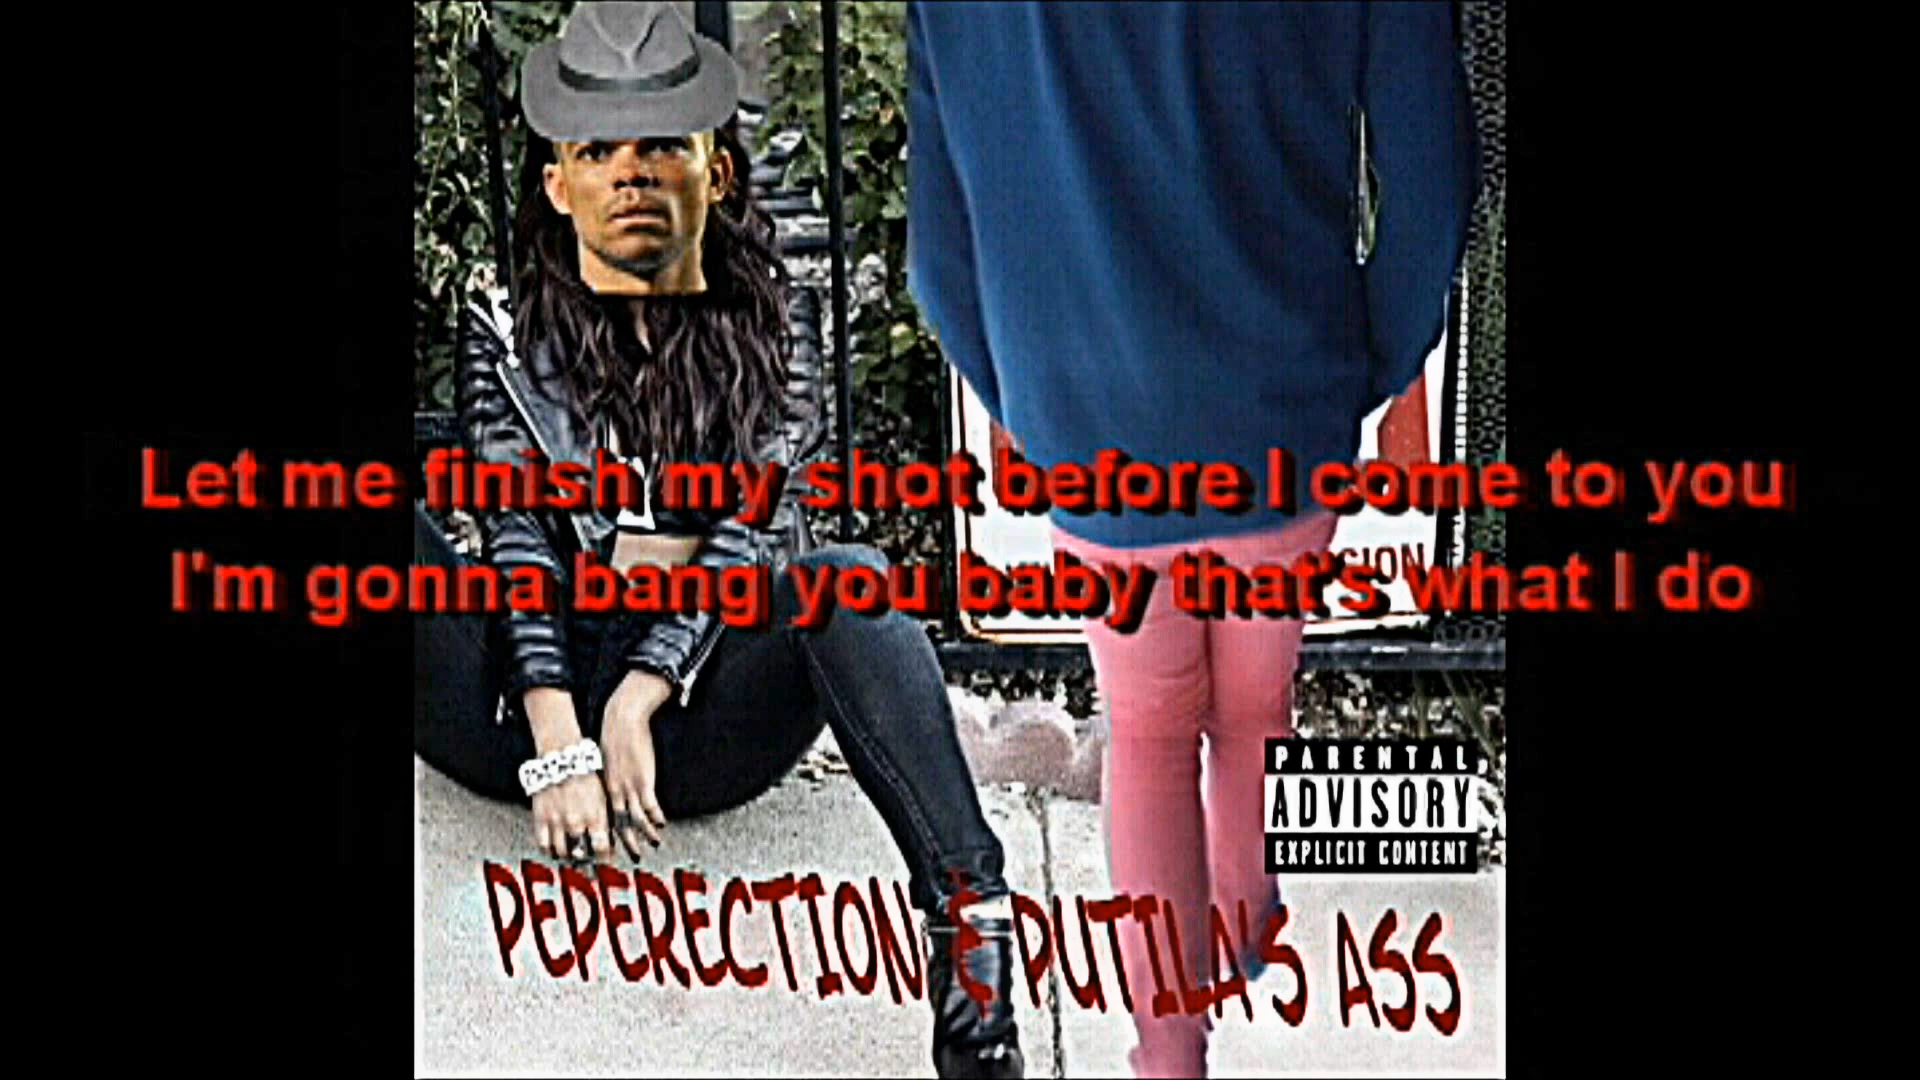 Let me finish my shot before I come to you
I'm gonna bang you baby that's what I do
SION
PARENTAL
ADVISORY
EXPLICIT CONTENT
PEPERECTION & PUTILA'S ASS